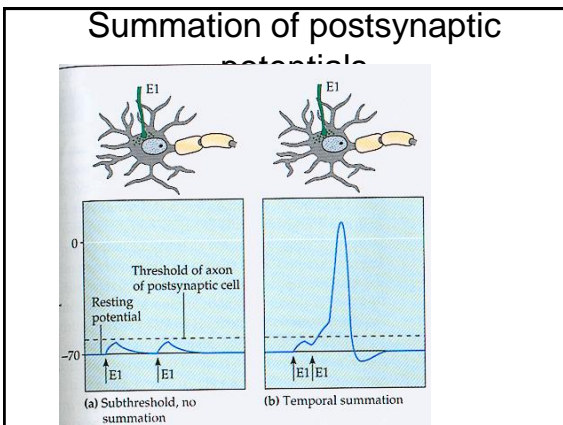 Summation of postsynaptic
potentials
E1
E1
0
Threshold of axon
of postsynaptic cell
Resting
potential
–70
E1
E1
E1
E1
(a) Subthreshold, no
summation
(b) Temporal summation